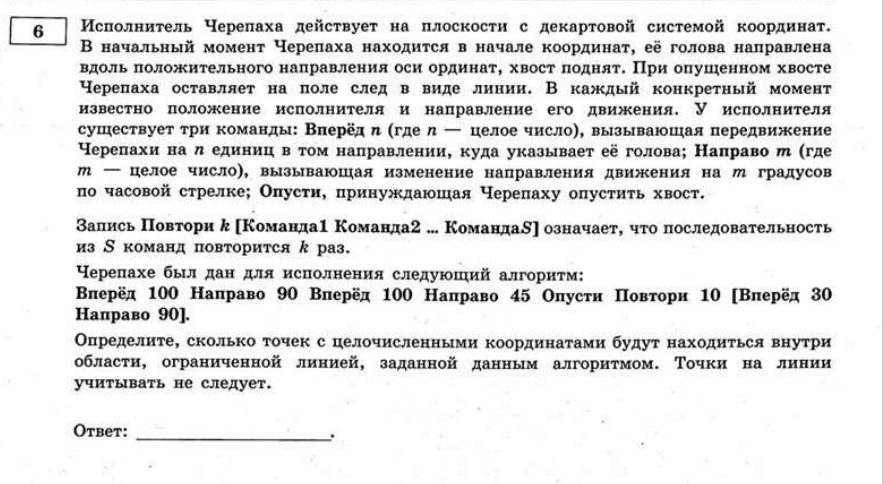 6
Исполнитель Черепаха действует на плоскости с декартовой системой координат.
В начальный момент Черепаха находится в начале координат, её голова направлена
вдоль положительного направления оси ординат, хвост поднят. При опущенном хвосте
Черепаха оставляет на поле след в виде линии. В каждый конкретный момент
известно положение исполнителя и направление его движения. У исполнителя
существует три команды: Вперёд n (где n — целое число), вызывающая передвижение
Черепахи на n единиц в том направлении, куда указывает её голова; Направо m (где
m — целое число), вызывающая изменение направления движения на m градусов
по часовой стрелке; Опусти, принуждающая Черепаху опустить хвост.
Запись Повтори k [Команда1 Команда2 ... КомандаS] означает, что последовательность
из S команд повторится k раз.
Черепахе был дан для исполнения следующий алгоритм:
Вперёд 100 Направо 90 Вперёд 100 Направо 45 Опусти Повтори 10 [Вперёд 30
Направо 90].
Определите, сколько точек с целочисленными координатами будут находиться внутри
области, ограниченной линией, заданной данным алгоритмом. Точки на линии
учитывать не следует.
Ответ: ____________________.